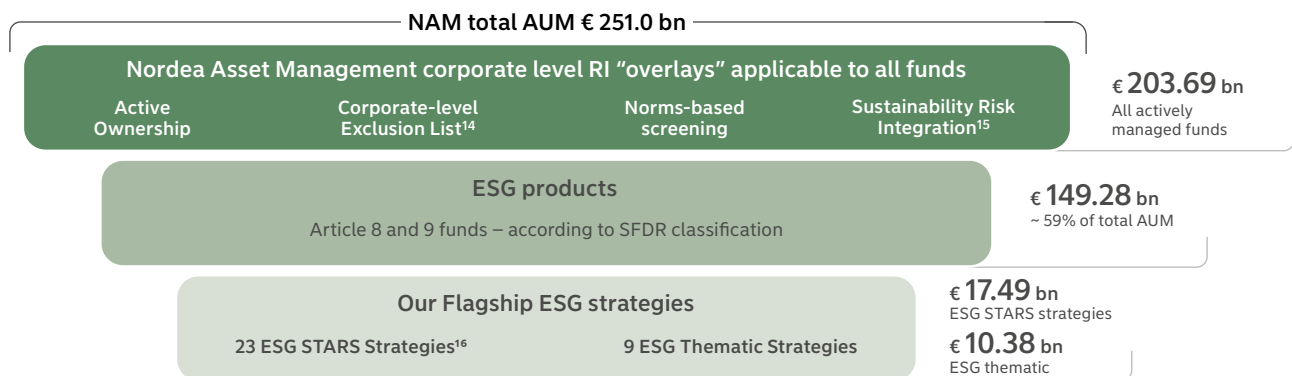 NAM total AUM € 251.0 bn
Nordea Asset Management corporate level RI “overlays” applicable to all funds
Active
Ownership
Corporate-level
Exclusion List¹⁴
Norms-based
screening
Sustainability Risk
Integration¹⁵
€ 203.69 bn
All actively
managed funds
ESG products
Article 8 and 9 funds – according to SFDR classification
€ 149.28 bn
~ 59% of total AUM
Our Flagship ESG strategies
23 ESG STARS Strategies¹⁶
9 ESG Thematic Strategies
€ 17.49 bn
ESG STARS strategies
€ 10.38 bn
ESG thematic